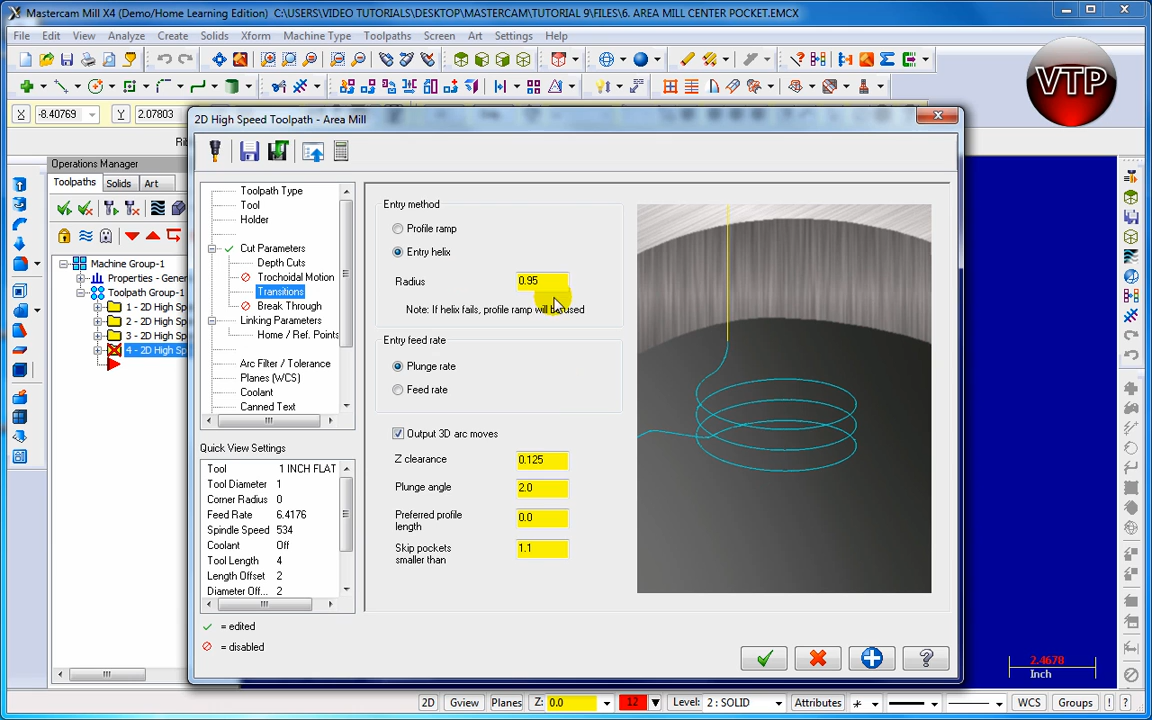 Mastercam Mill X4 (Demo/Home Learning Edition) C:\USERS\VIDEO TUTORIALS\DESKTOP\MASTERCAM\TUTORIAL 9\FILES\6. AREA MILL CENTER POCKET.EMCX
File Edit View Analyze Create Solids Xform Machine Type Toolpaths Screen Art Settings Help
VTP
X -8.40769 Y 2.07803
2D High Speed Toolpath - Area Mill
Operations Manager
Toolpaths Solids Art
Machine Group-1
Properties - Gener
Toolpath Group-1
1 - 2D High Sp
2 - 2D High Sp
3 - 2D High Sp
4 - 2D High Sp
Toolpath Type
Tool
Holder
Cut Parameters
Depth Cuts
Trochoidal Motion
Transitions
Break Through
Linking Parameters
Home / Ref. Points
Arc Filter / Tolerance
Planes (WCS)
Coolant
Canned Text
Quick View Settings
Tool 1 INCH FLAT
Tool Diameter 1
Corner Radius 0
Feed Rate 6.4176
Spindle Speed 534
Coolant Off
Tool Length 4
Length Offset 2
Diameter Off... 2
= edited
= disabled
Entry method
Profile ramp
Entry helix
Radius 0.95
Note: If helix fails, profile ramp will be used
Entry feed rate
Plunge rate
Feed rate
Output 3D arc moves
Z clearance 0.125
Plunge angle 2.0
Preferred profile length 0.0
Skip pockets smaller than 1.1
2.4670
Inch
2D Gview Planes Z: 0.0 12 Level: 2 : SOLID Attributes WCS Groups ! ?